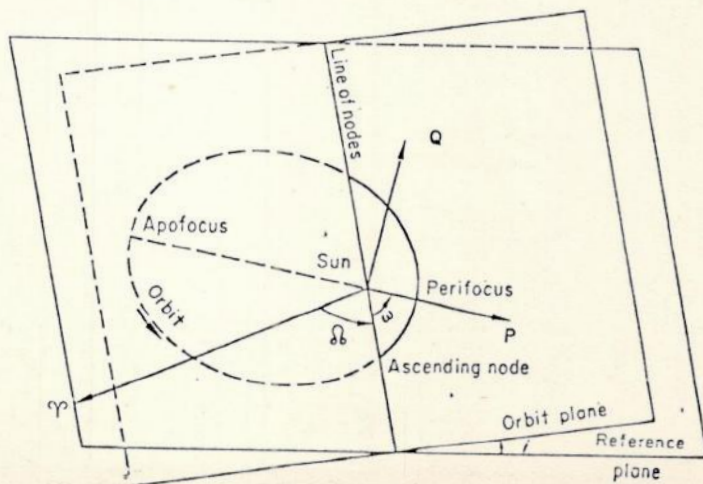 Line of nodes
Q
Apofocus
Sun
Perifocus
Orbit
P
☊
ω
Ascending node
♈
Orbit plane
i
Reference
plane